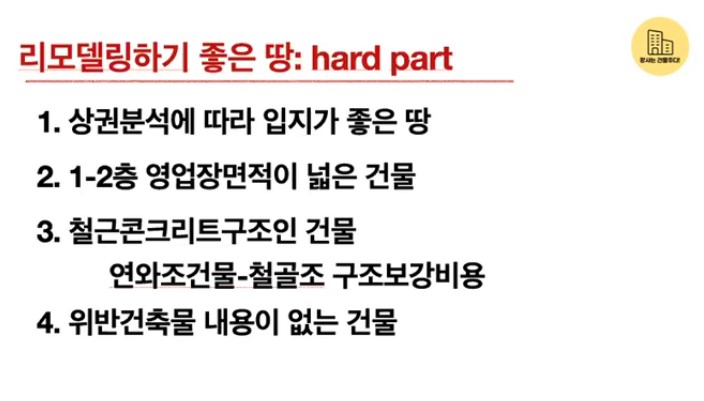 리모델링하기 좋은 땅: hard part
1. 상권분석에 따라 입지가 좋은 땅
2. 1-2층 영업장면적이 넓은 건물
3. 철근콘크리트구조인 건물
연와조건물-철골조 구조보강비용
4. 위반건축물 내용이 없는 건물